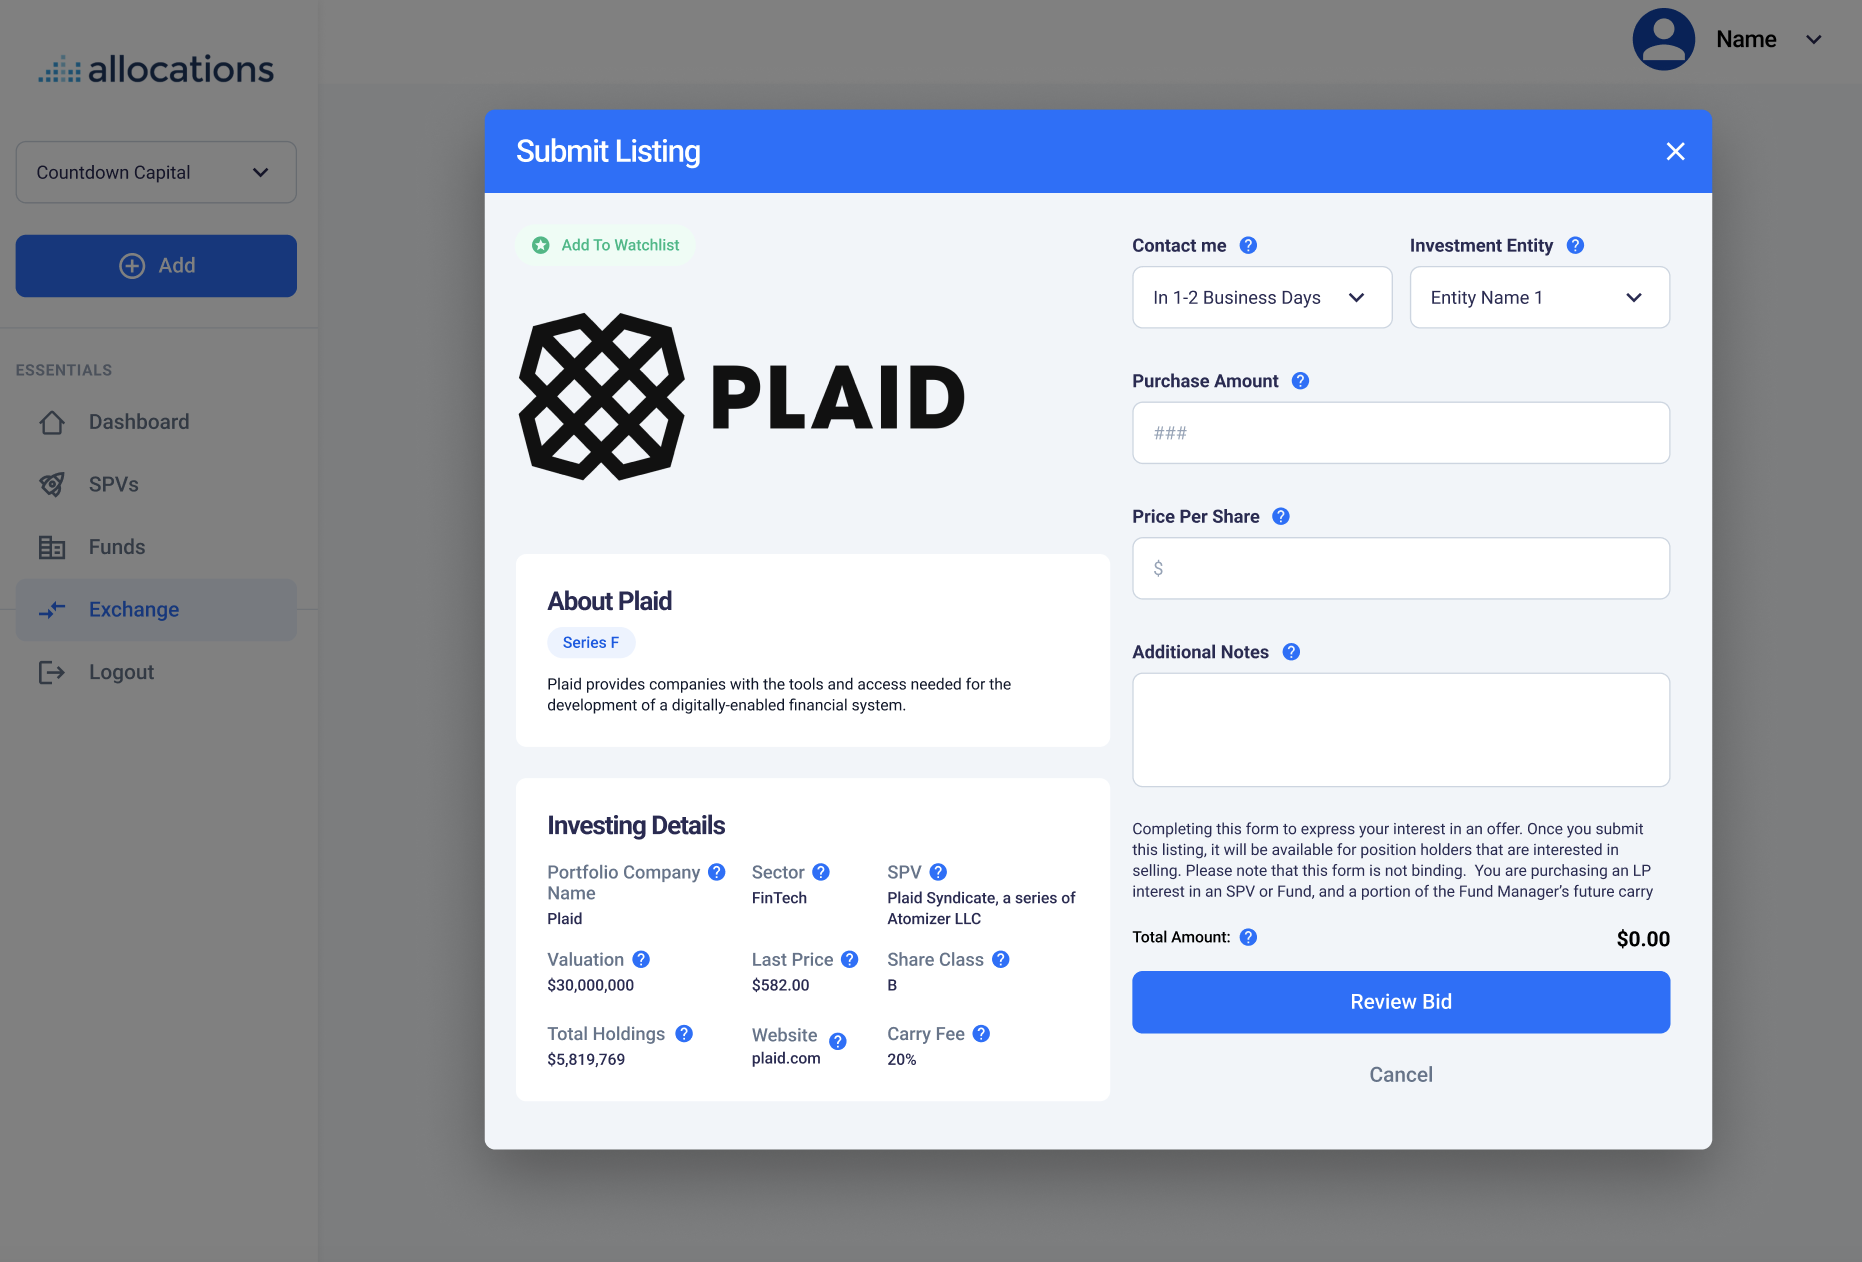 allocations
Name
Countdown Capital
Add
ESSENTIALS
Dashboard
SPVs
Funds
Exchange
Logout
Submit Listing
Add To Watchlist
PLAID
About Plaid
Series F
Plaid provides companies with the tools and access needed for the
development of a digitally-enabled financial system.
Investing Details
Portfolio Company
Name
Plaid
Sector
FinTech
SPV
Plaid Syndicate, a series of
Atomizer LLC
Valuation
$30,000,000
Last Price
$582.00
Share Class
B
Total Holdings
$5,819,769
Website
plaid.com
Carry Fee
20%
Contact me
In 1-2 Business Days
Investment Entity
Entity Name 1
Purchase Amount
###
Price Per Share
$
Additional Notes
Completing this form to express your interest in an offer. Once you submit
this listing, it will be available for position holders that are interested in
selling. Please note that this form is not binding.  You are purchasing an LP
interest in an SPV or Fund, and a portion of the Fund Manager’s future carry
Total Amount:
$0.00
Review Bid
Cancel